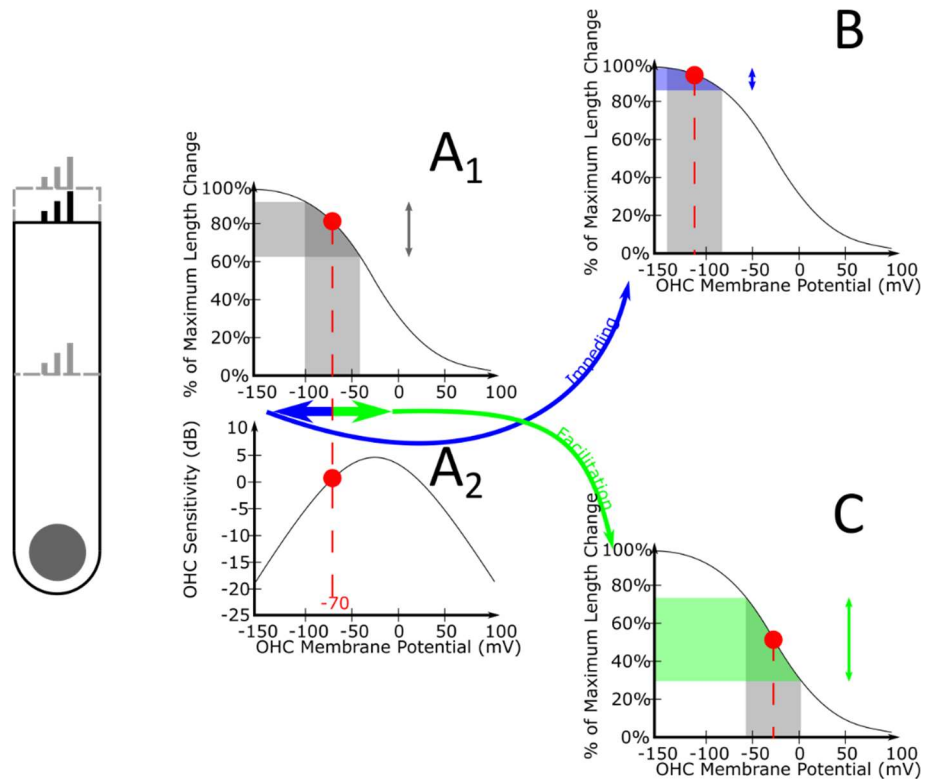 A1
% of Maximum Length Change
100%
80%
60%
40%
20%
0%
-150 -100 -50 0 50 100
OHC Membrane Potential (mV)
A2
OHC Sensitivity (dB)
10
5
0
-5
-10
-15
-20
-25
-70
-150 -100 -50 0 50 100
OHC Membrane Potential (mV)
Impeding
Facilitation
B
% of Maximum Length Change
100%
80%
60%
40%
20%
0%
-150 -100 -50 0 50 100
OHC Membrane Potential (mV)
C
% of Maximum Length Change
100%
80%
60%
40%
20%
0%
-150 -100 -50 0 50 100
OHC Membrane Potential (mV)